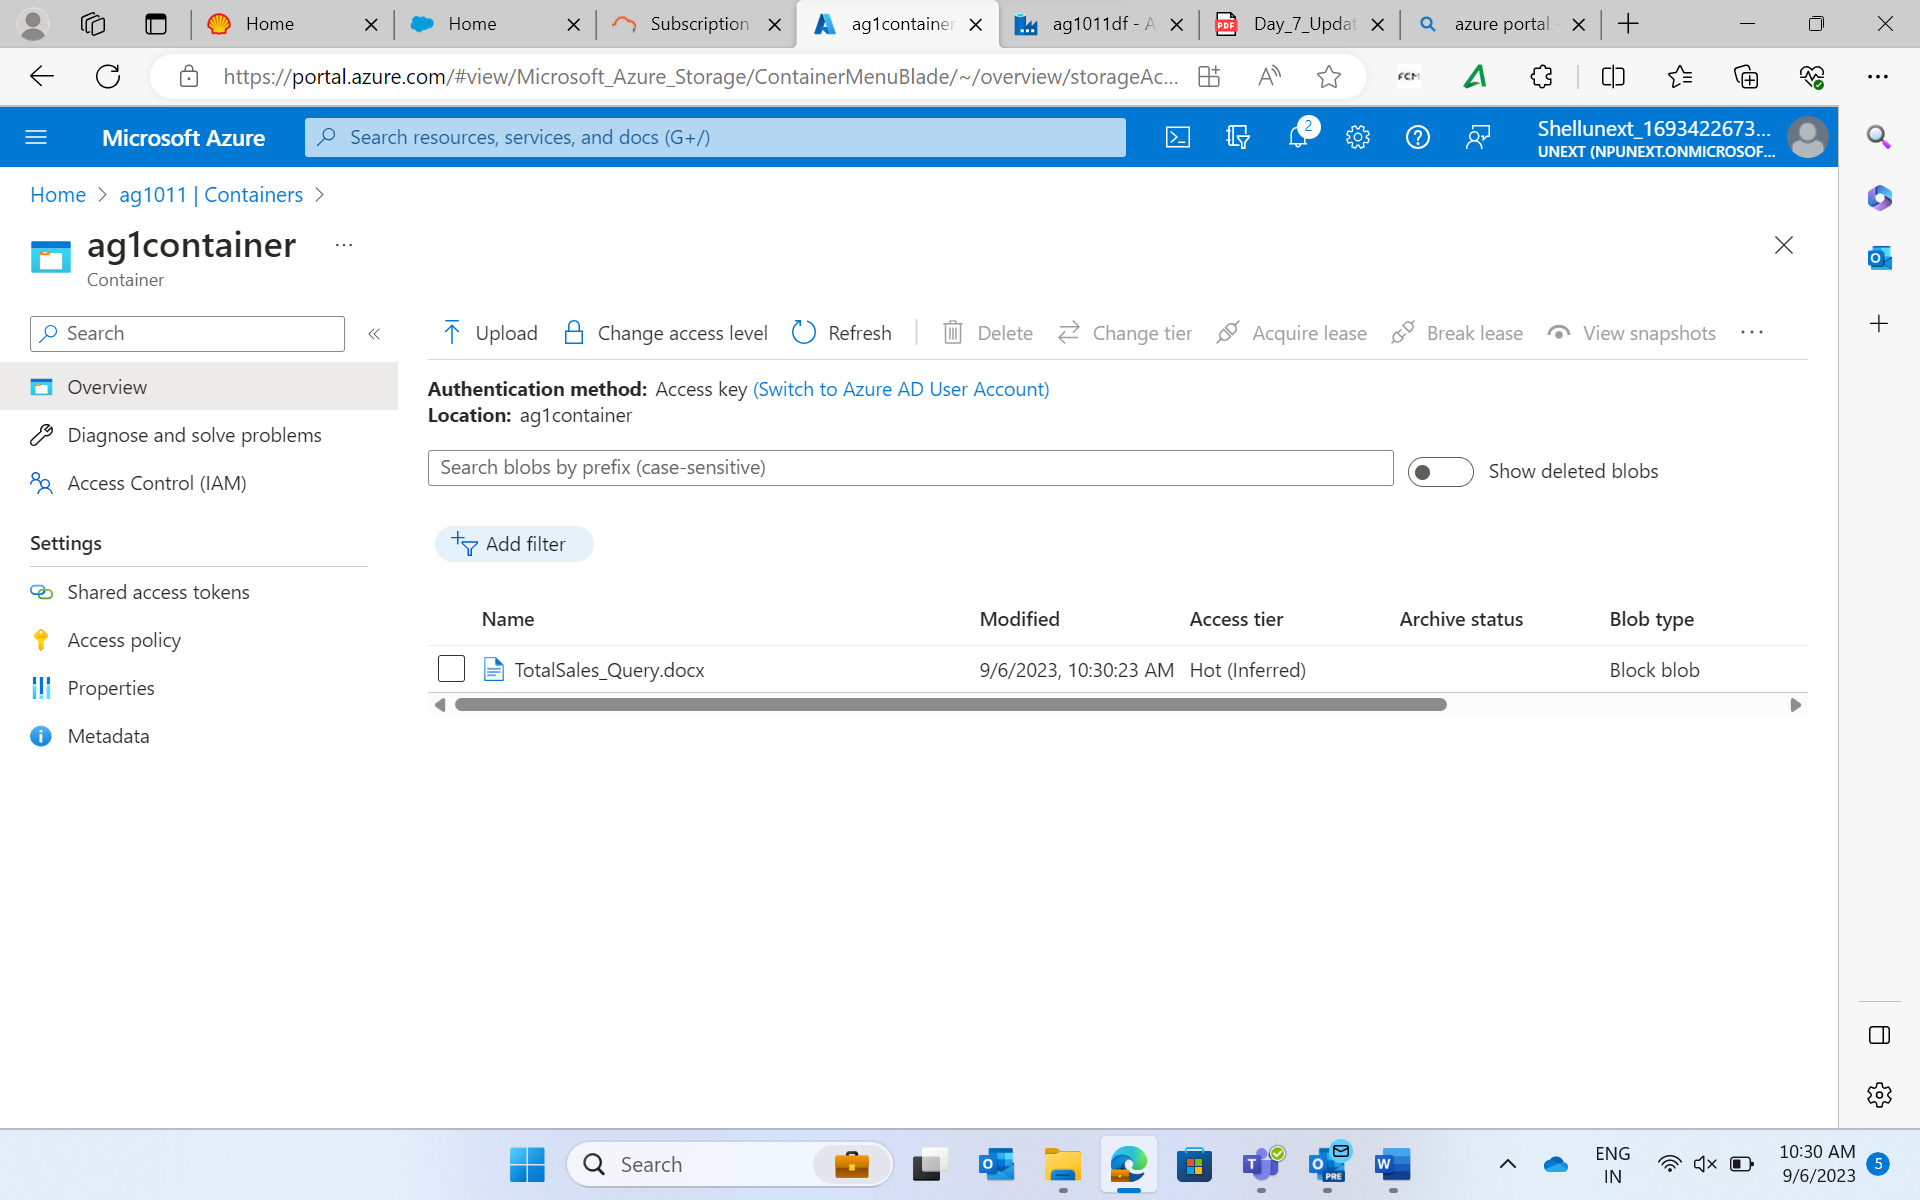 Home
Home
Subscription
ag1container
ag1011df - A
PDF
Day_7_Updat
azure portal
https://portal.azure.com/#view/Microsoft_Azure_Storage/ContainerMenuBlade/~/overview/storageAc...
FCM
Microsoft Azure
Search resources, services, and docs (G+/)
2
Shellunext_1693422673...
UNEXT (NPUNEXT.ONMICROSOF...
Home > ag1011 | Containers >
ag1container ...
Container
Search
«
Upload
Change access level
Refresh
Delete
Change tier
Acquire lease
Break lease
View snapshots
...
Overview
Diagnose and solve problems
Access Control (IAM)
Settings
Shared access tokens
Access policy
Properties
Metadata
Authentication method: Access key (Switch to Azure AD User Account)
Location: ag1container
Search blobs by prefix (case-sensitive)
Show deleted blobs
Add filter
Name Modified Access tier Archive status Blob type
TotalSales_Query.docx 9/6/2023, 10:30:23 AM Hot (Inferred) Block blob
Search
PRE
ENG
IN
10:30 AM
9/6/2023
5